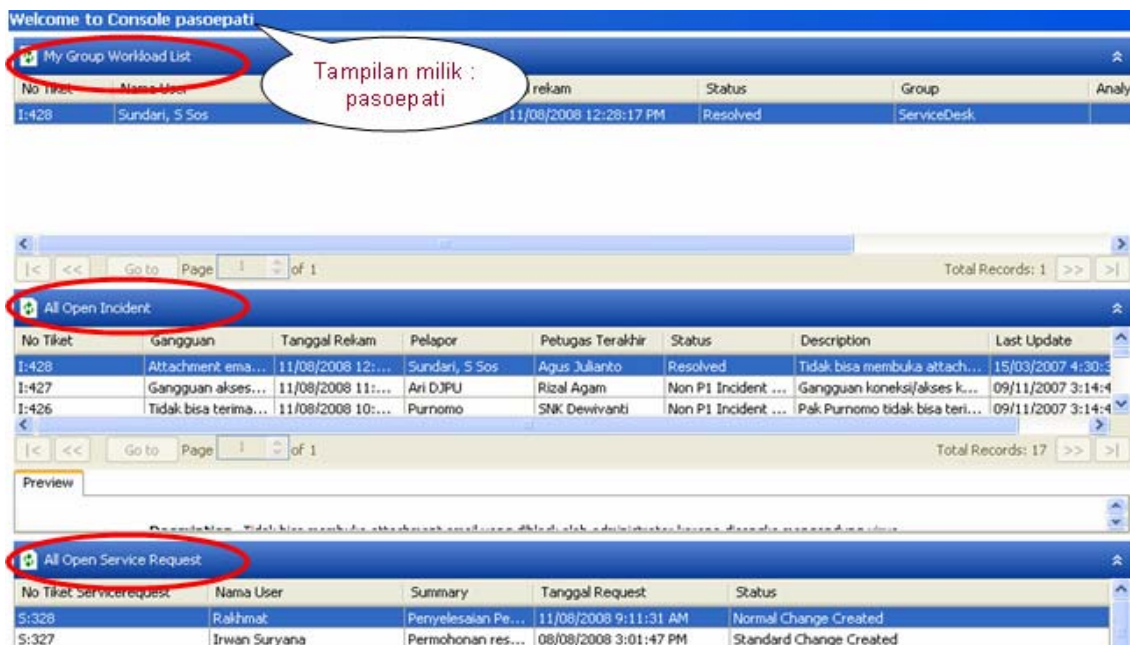 Welcome to Console pasoepati
My Group Workload List
Tampilan milik :
pasoepati
No Tiket Nama User rekam Status Group Analy
I:428 Sundari, S Sos 11/08/2008 12:28:17 PM Resolved ServiceDesk
|< << Go to Page 1 of 1 Total Records: 1 >> >|
All Open Incident
No Tiket Gangguan Tanggal Rekam Pelapor Petugas Terakhir Status Description Last Update
I:428 Attachment ema... 11/08/2008 12:... Sundari, S Sos Agus Julianto Resolved Tidak bisa membuka attach... 15/03/2007 4:30:3
I:427 Gangguan akses... 11/08/2008 11:... Ari DJPU Rizal Agam Non P1 Incident ... Gangguan koneksi/akses k... 09/11/2007 3:14:4
I:426 Tidak bisa terima... 11/08/2008 10:... Purnomo SNK Dewivanti Non P1 Incident ... Pak Purnomo tidak bisa teri... 09/11/2007 3:14:4
|< << Go to Page 1 of 1 Total Records: 17 >> >|
Preview
All Open Service Request
No Tiket Servicerequest Nama User Summary Tanggal Request Status
S:328 Rakhmat Penyelesaian Pe... 11/08/2008 9:11:31 AM Normal Change Created
S:327 Irwan Suryana Permohonan res... 08/08/2008 3:01:47 PM Standard Change Created